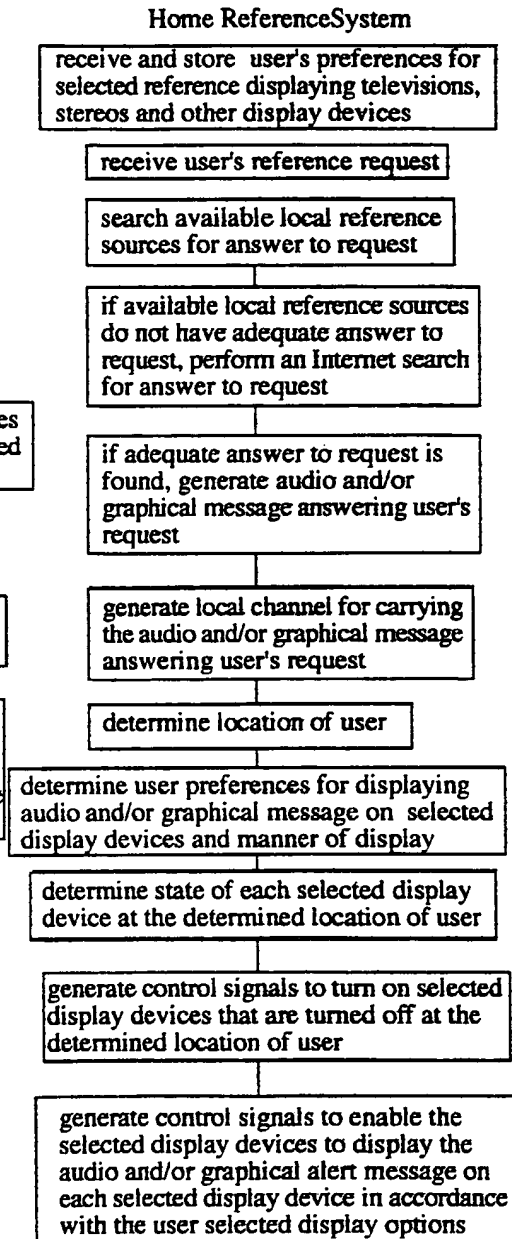 Home ReferenceSystem
receive and store user's preferences for
selected reference displaying televisions,
stereos and other display devices
receive user's reference request
search available local reference
sources for answer to request
if available local reference sources
do not have adequate answer to
request, perform an Internet search
for answer to request
es
ed
if adequate answer to request is
found, generate audio and/or
graphical message answering user's
request
generate local channel for carrying
the audio and/or graphical message
answering user's request
determine location of user
determine user preferences for displaying
audio and/or graphical message on selected
display devices and manner of display
determine state of each selected display
device at the determined location of user
generate control signals to turn on selected
display devices that are turned off at the
determined location of user
generate control signals to enable the
selected display devices to display the
audio and/or graphical alert message on
each selected display device in accordance
with the user selected display options